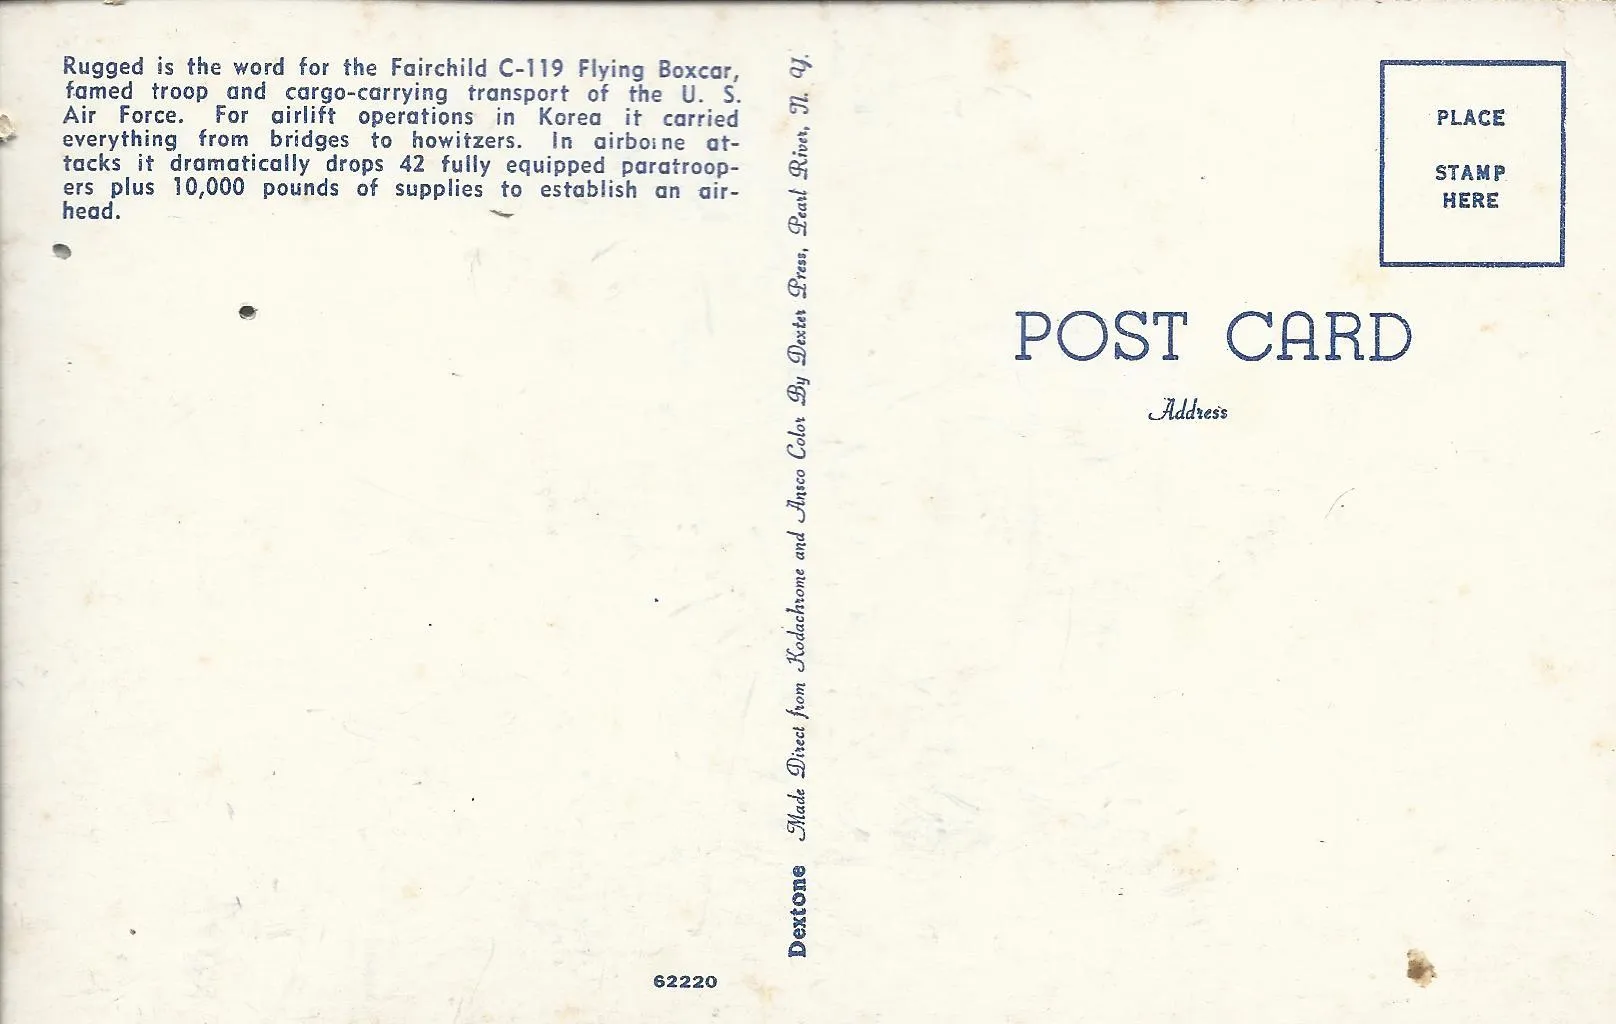 Rugged is the word for the Fairchild C-119 Flying Boxcar,
famed troop and cargo-carrying transport of the U. S.
Air Force. For airlift operations in Korea it carried
everything from bridges to howitzers. In airborne at-
tacks it dramatically drops 42 fully equipped paratroop-
ers plus 10,000 pounds of supplies to establish an air-
head.
62220
Dextone Made Direct from Kodachrome and Ansco Color By Dexter Press, Pearl River, N. Y.
PLACE
STAMP
HERE
POST CARD
Address